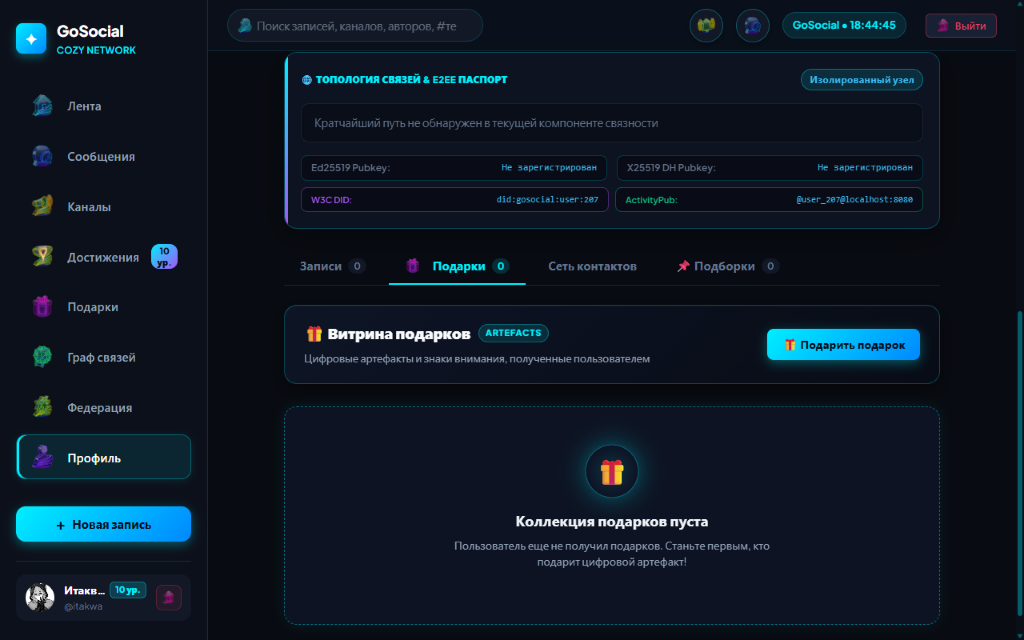 GoSocial
COZY NETWORK
Поиск записей, каналов, авторов, #те
GoSocial • 18:44:45
Выйти
Лента
Сообщения
Каналы
Достижения
10 ур.
Подарки
Граф связей
Федерация
Профиль
+ Новая запись
Итакв...
10 ур.
@itakwa
ТОПОЛОГИЯ СВЯЗЕЙ & E2EE ПАСПОРТ
Изолированный узел
Кратчайший путь не обнаружен в текущей компоненте связности
Ed25519 Pubkey:
Не зарегистрирован
X25519 DH Pubkey:
Не зарегистрирован
W3C DID:
did:gosocial:user:207
ActivityPub:
@user_207@localhost:8080
Записи 0
Подарки 0
Сеть контактов
Подборки 0
Витрина подарков
ARTEFACTS
Цифровые артефакты и знаки внимания, полученные пользователем
Подарить подарок
Коллекция подарков пуста
Пользователь еще не получил подарков. Станьте первым, кто
подарит цифровой артефакт!